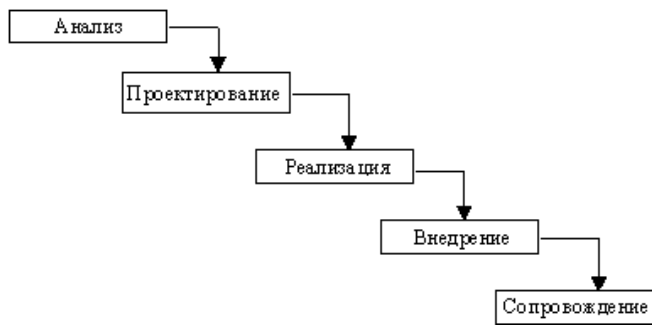 Анализ
Проектирование
Реализация
Внедрение
Сопровождение